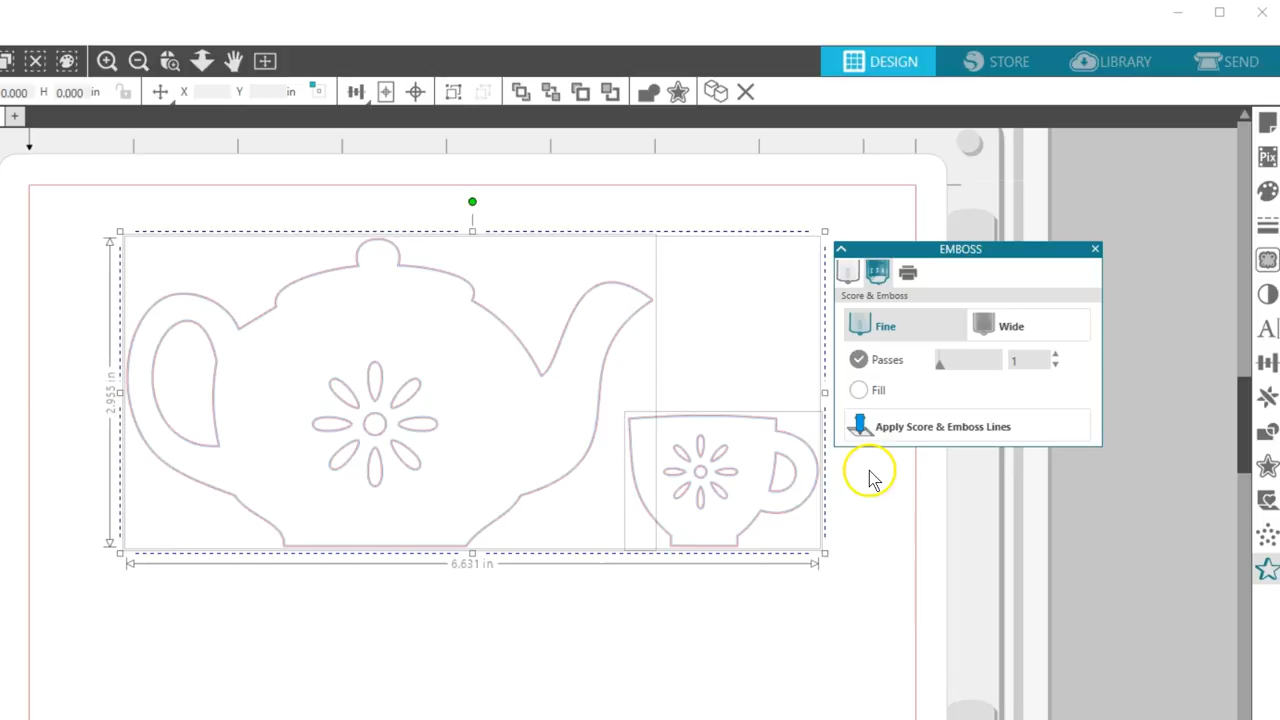 DESIGN
STORE
LIBRARY
SEND
0.000 H 0.000 in X Y in
+
Pix
EMBOSS
Score & Emboss
Fine
Wide
Passes 1
Fill
Apply Score & Emboss Lines
A
2.955 in
6.631 in